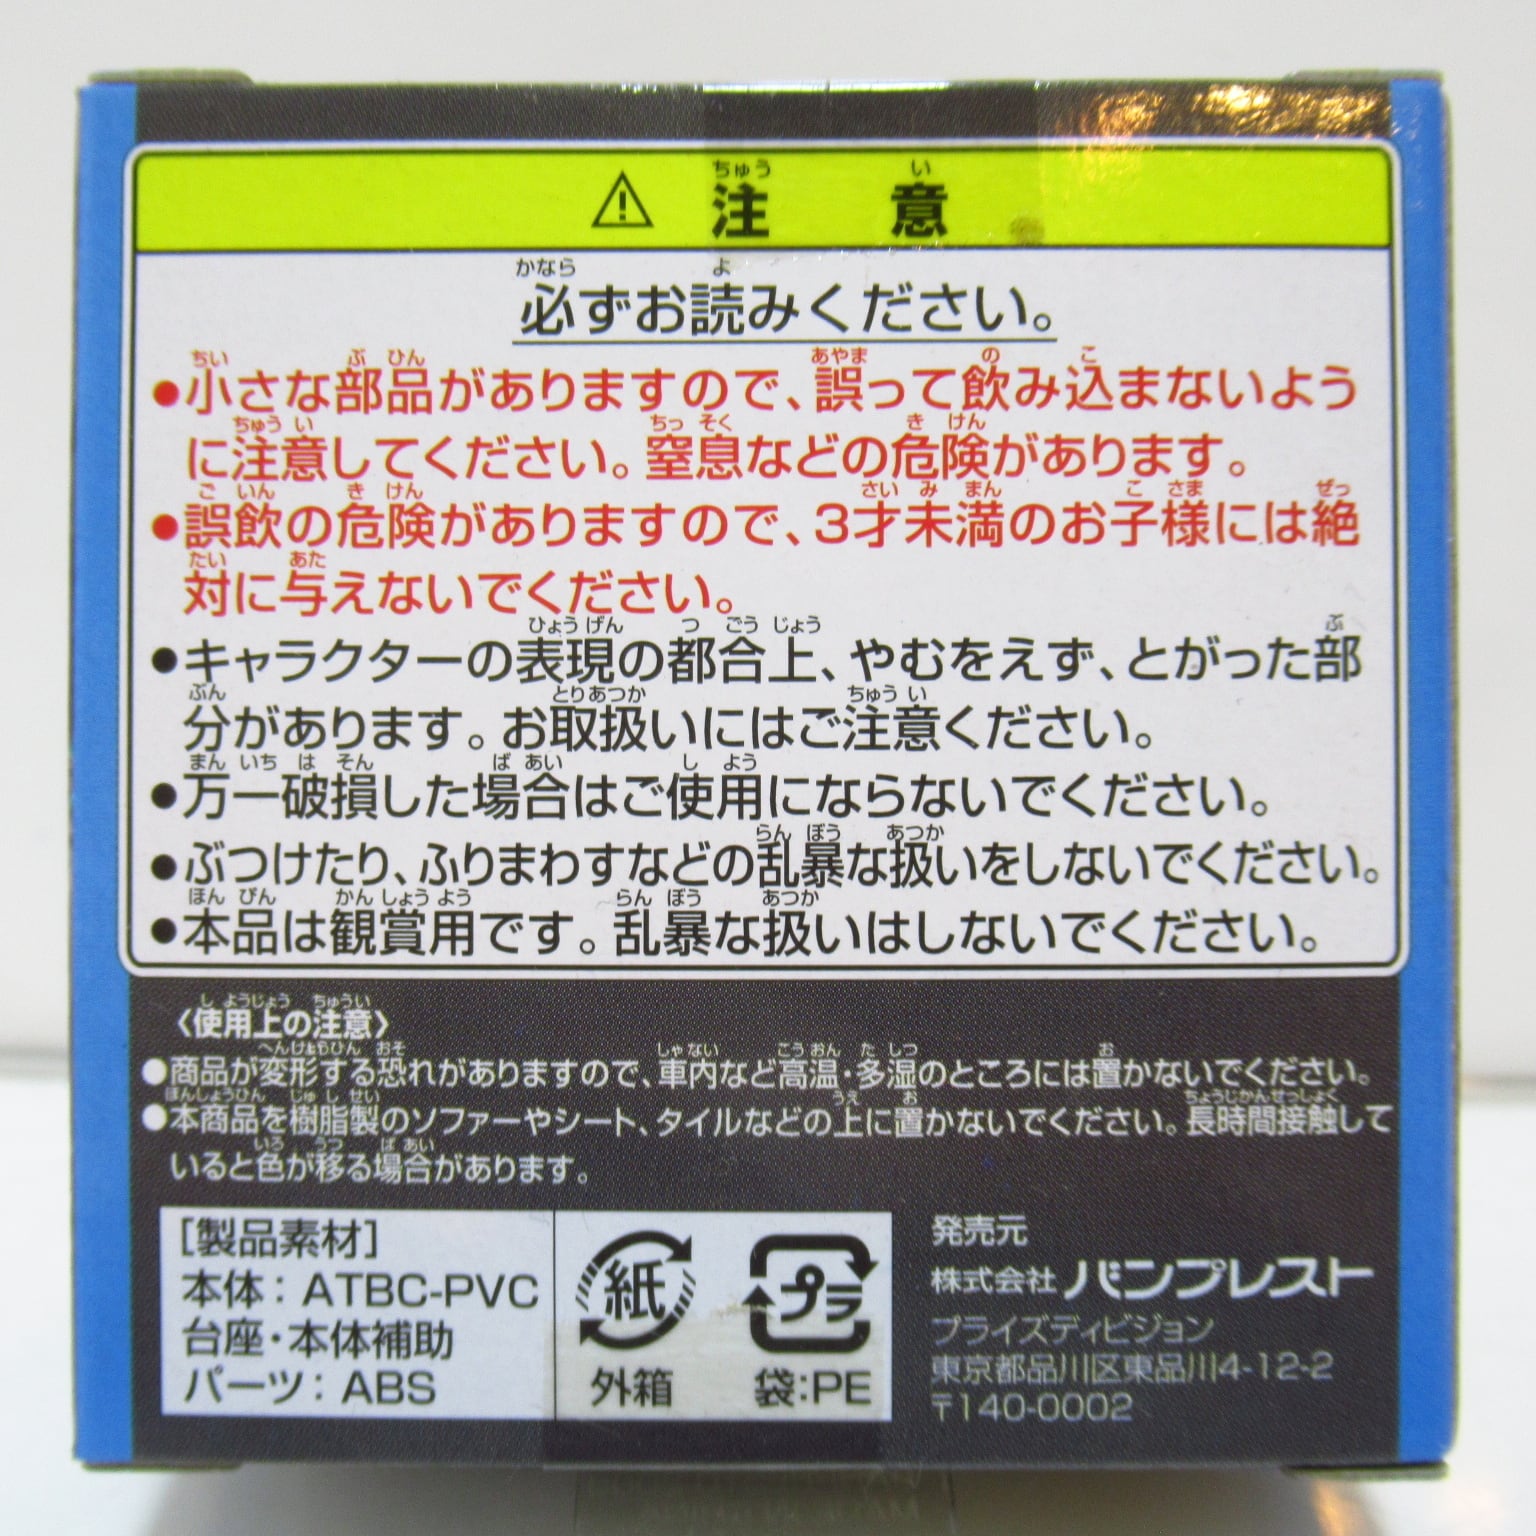 ⚠ 注意
必ずお読みください。
●小さな部品がありますので、誤って飲み込まないよう
に注意してください。窒息などの危険があります。
●誤飲の危険がありますので、3才未満のお子様には絶
対に与えないでください。
●キャラクターの表現の都合上、やむをえず、とがった部
分があります。お取扱いにはご注意ください。
●万一破損した場合はご使用にならないでください。
●ぶつけたり、ふりまわすなどの乱暴な扱いをしないでください。
●本品は観賞用です。乱暴な扱いはしないでください。
〈使用上の注意〉
●商品が変形する恐れがありますので、車内など高温・多湿のところには置かないでください。
●本商品を樹脂製のソファーやシート、タイルなどの上に置かないでください。長時間接触して
いると色が移る場合があります。
[製品素材]
本体：ATBC-PVC
台座・本体補助
パーツ：ABS
紙
外箱
プラ
袋：PE
発売元
株式会社 バンプレスト
プライズディビジョン
東京都品川区東品川4-12-2
〒140-0002